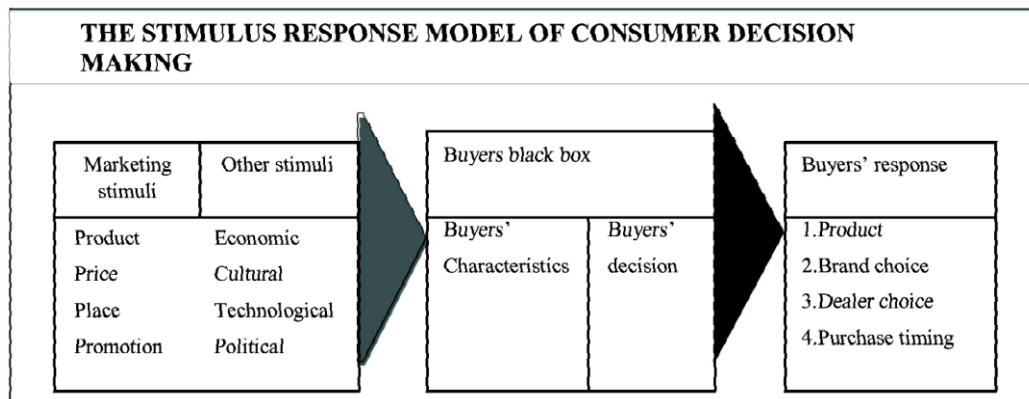 THE STIMULUS RESPONSE MODEL OF CONSUMER DECISION
MAKING
Marketing
stimuli
Other stimuli
Product
Price
Place
Promotion
Economic
Cultural
Technological
Political
Buyers black box
Buyers’
Characteristics
Buyers’
decision
Buyers’ response
1.Product
2.Brand choice
3.Dealer choice
4.Purchase timing